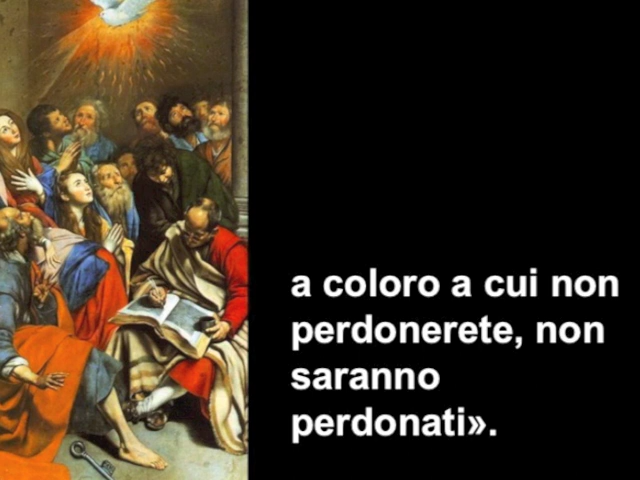 a coloro a cui non
perdonerete, non
saranno
perdonati».